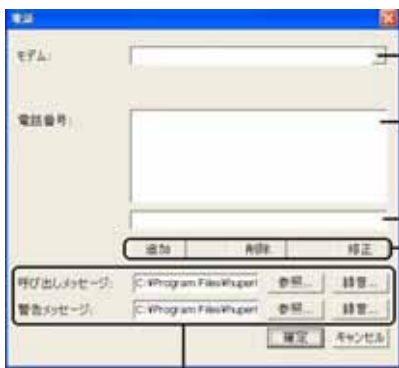 電話
モデム:
電話番号:
追加 削除 修正
呼び出しメッセージ: C:¥Program Files¥huperl 参照... 録音...
警告メッセージ: C:¥Program Files¥huperl 参照... 録音...
確定 キャンセル